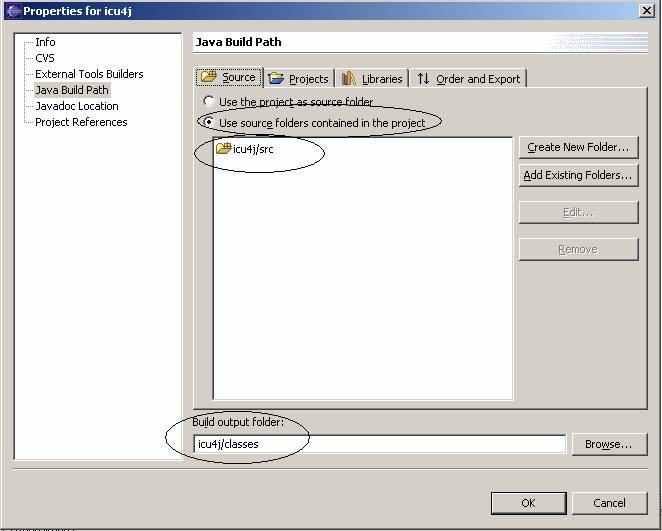 Properties for icu4j
Info
CVS
External Tools Builders
Java Build Path
Javadoc Location
Project References
Java Build Path
Source Projects Libraries Order and Export
Use the project as source folder
Use source folders contained in the project
icu4j/src
Create New Folder...
Add Existing Folders...
Edit...
Remove
Build output folder:
icu4j/classes
Browse...
OK Cancel